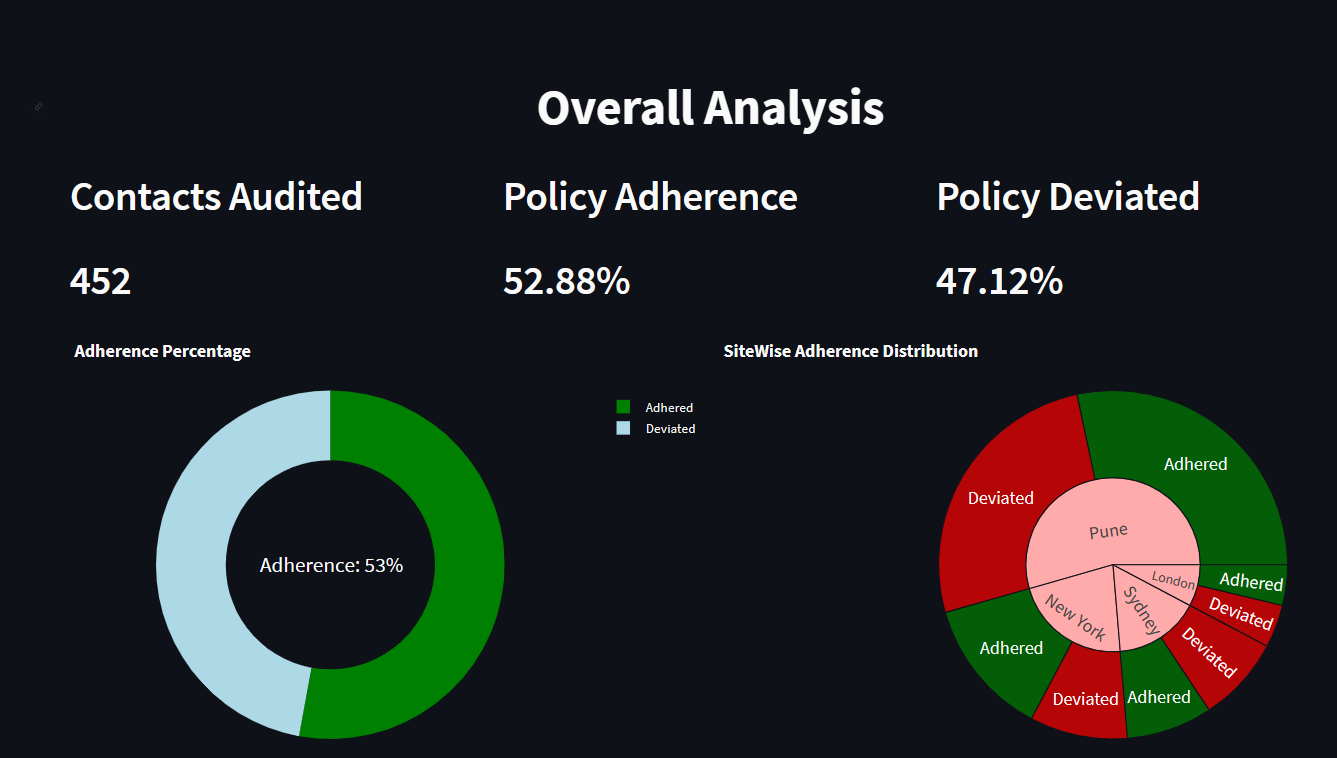 Overall Analysis
Contacts Audited
Policy Adherence
Policy Deviated
452
52.88%
47.12%
Adherence Percentage
SiteWise Adherence Distribution
Adhered
Deviated
Adherence: 53%
Adhered
Deviated
Pune
London
Adhered
Deviated
Sydney
New York
Deviated
Adhered
Deviated
Adhered